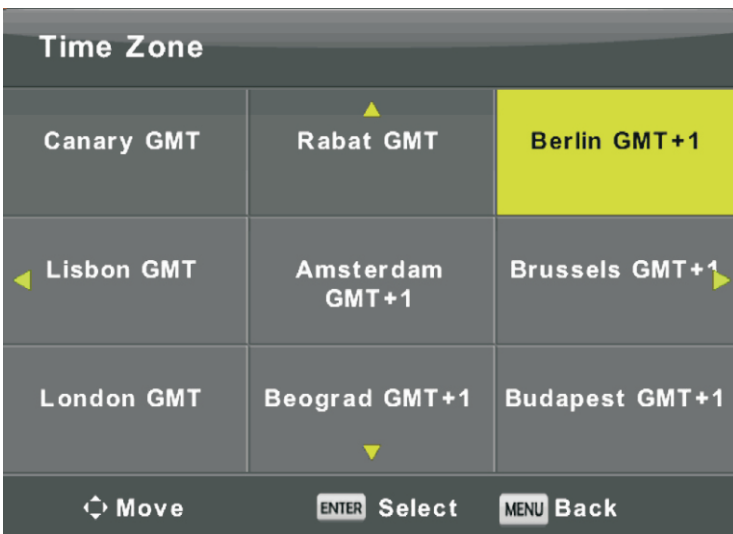 Time Zone
Canary GMT
Rabat GMT
Berlin GMT+1
Lisbon GMT
Amsterdam
GMT+1
Brussels GMT+1
London GMT
Beograd GMT+1
Budapest GMT+1
Move
ENTER Select
MENU Back